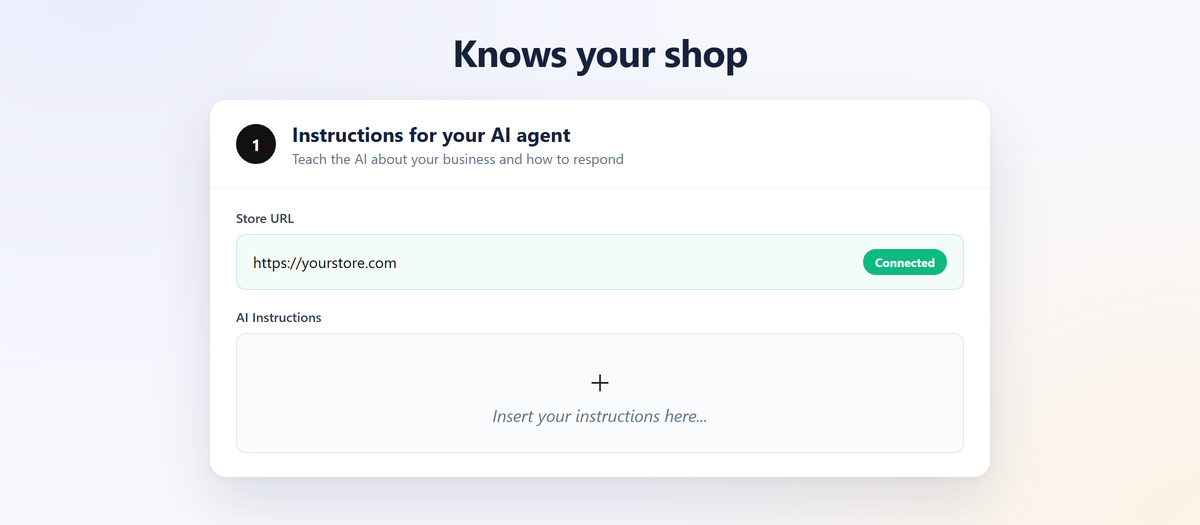 Knows your shop
1
Instructions for your AI agent
Teach the AI about your business and how to respond
Store URL
https://yourstore.com
Connected
AI Instructions
+
Insert your instructions here...